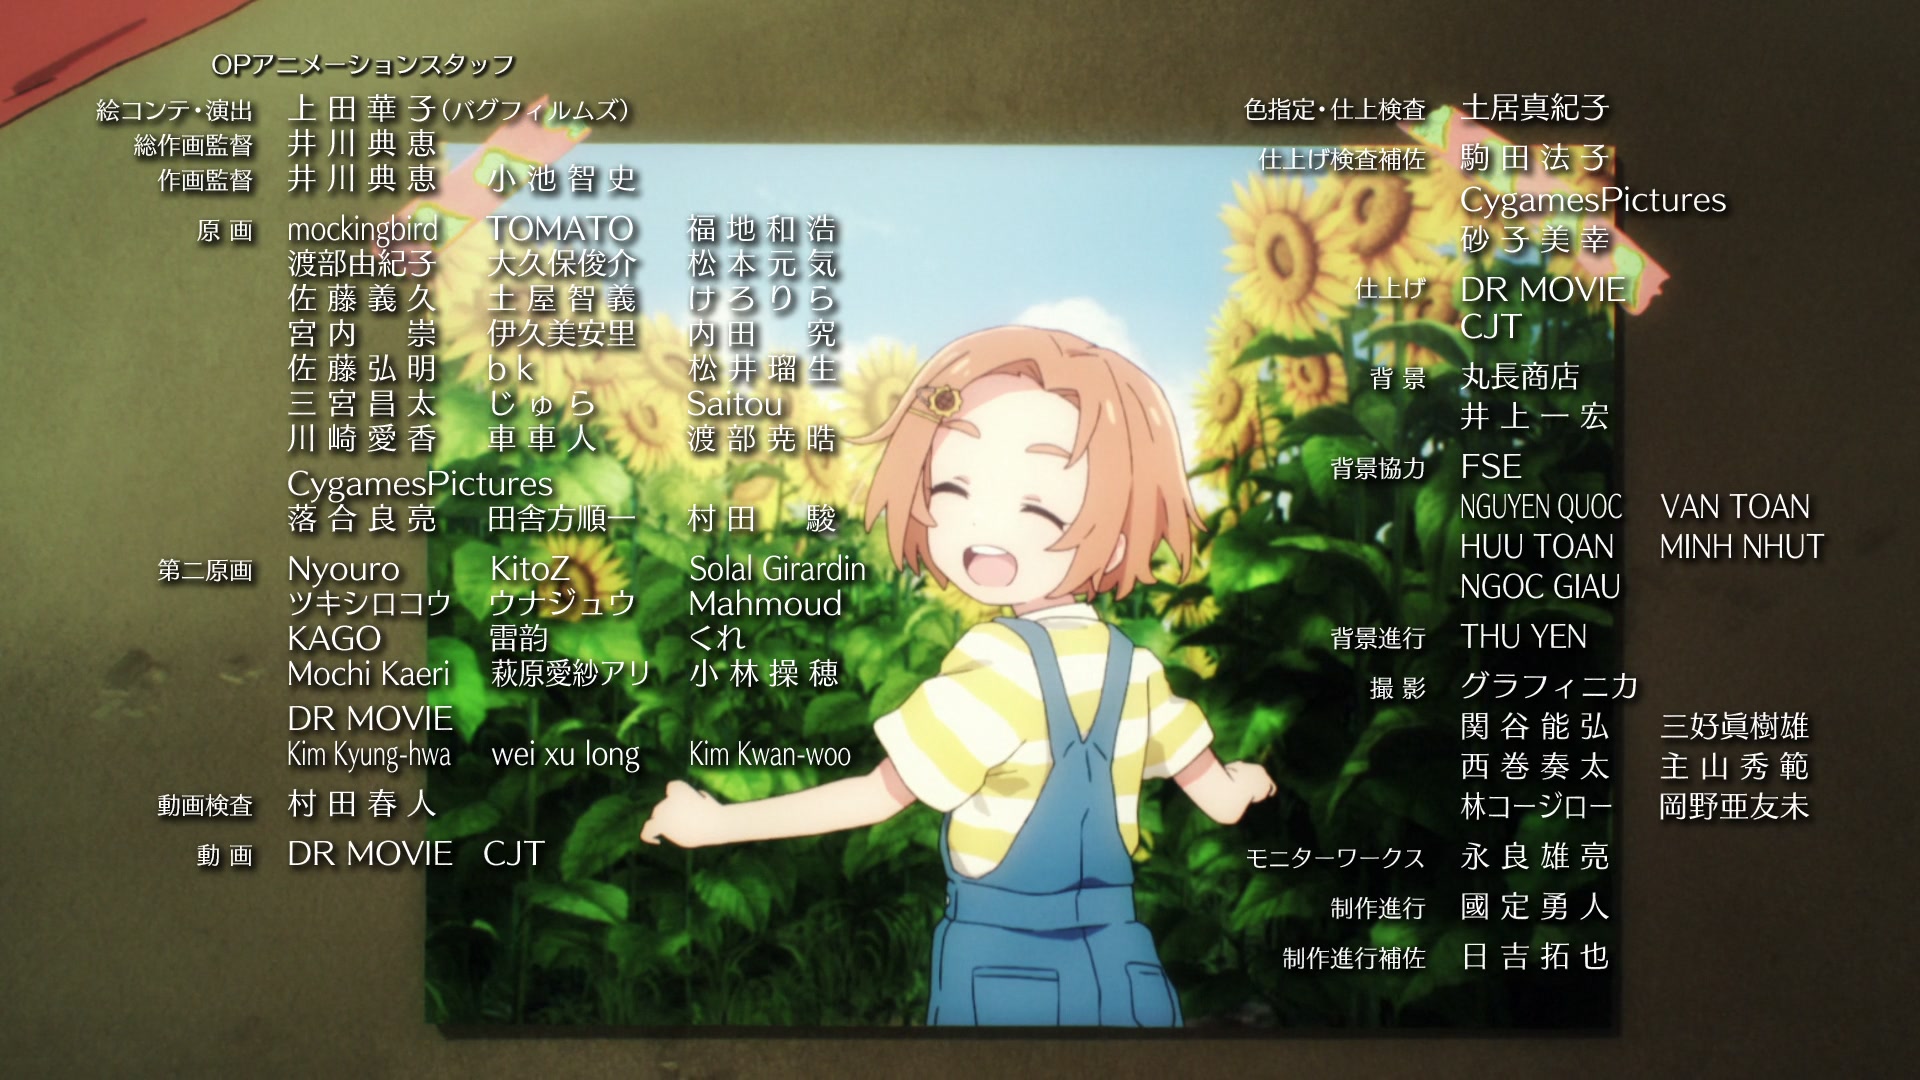 OPアニメーションスタッフ
絵コンテ・演出 上田華子(バグフィルムズ)
総作画監督 井川典恵
作画監督 井川典恵 小池智史
原画 mockingbird TOMATO 福地和浩
渡部由紀子 大久保俊介 松本元気
佐藤義久 土屋智義 けろりら
宮内崇 伊久美安里 内田究
佐藤弘明 bk 松井瑠生
三宮昌太 じゅら Saitou
川崎愛香 車車人 渡部尭晧
CygamesPictures
落合良亮 田舎方順一 村田駿
第二原画 Nyouro KitoZ Solal Girardin
ツキシロコウ ウナジュウ Mahmoud
KAGO 雷韵 くれ
Mochi Kaeri 萩原愛紗アリ 小林操穂
DR MOVIE
Kim Kyung-hwa wei xu long Kim Kwan-woo
動画検査 村田春人
動画 DR MOVIE CJT
色指定・仕上検査 土居真紀子
仕上げ検査補佐 駒田法子
CygamesPictures
砂子美幸
仕上げ DR MOVIE
CJT
背景 丸長商店
井上一宏
背景協力 FSE
NGUYEN QUOC VAN TOAN
HUU TOAN MINH NHUT
NGOC GIAU
背景進行 THU YEN
撮影 グラフィニカ
関谷能弘 三好眞樹雄
西巻奏太 主山秀範
林コージロー 岡野亜友未
モニターワークス 永良雄亮
制作進行 國定勇人
制作進行補佐 日吉拓也